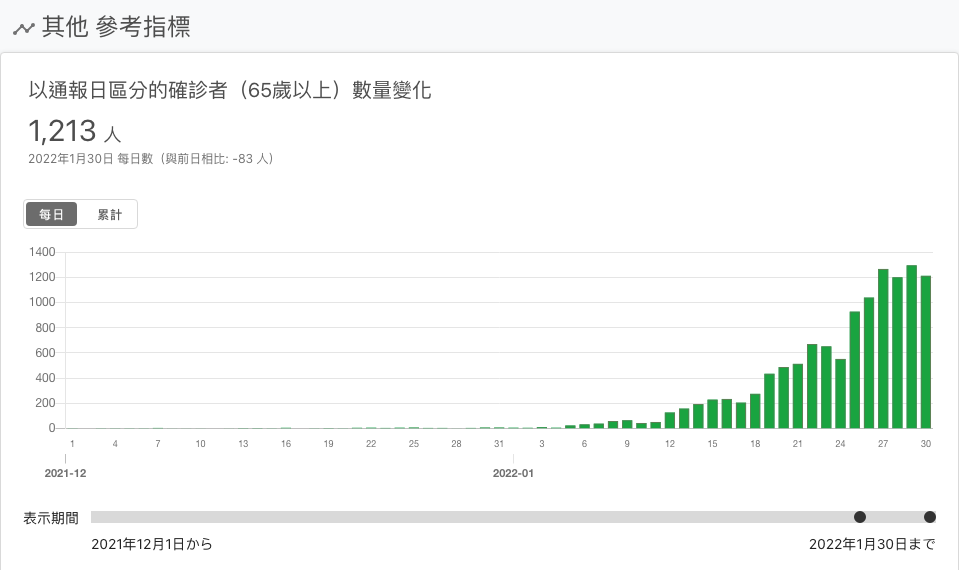 其他 參考指標
以通報日區分的確診者（65歲以上）數量變化
1,213 人
2022年1月30日 每日數（與前日相比: -83 人）
每日 累計
1400
1200
1000
800
600
400
200
0
1 4 7 10 13 16 19 22 25 28 31 3 6 9 12 15 18 21 24 27 30
2021-12 2022-01
表示期間
2021年12月1日から 2022年1月30日まで